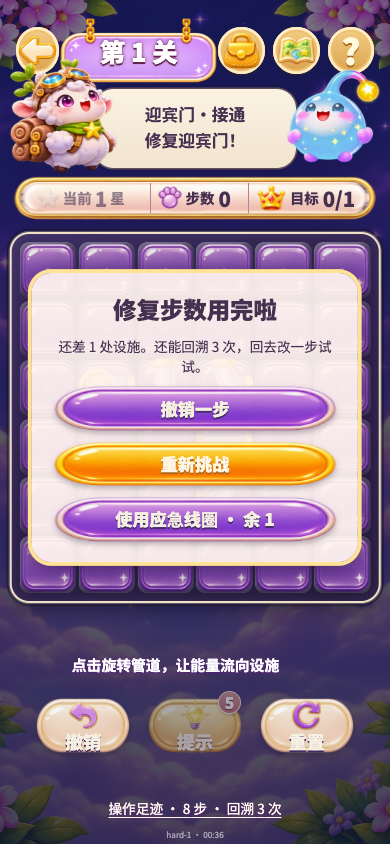 第 1 关
?
迎宾门·接通
修复迎宾门!
当前 1 星 步数 0 目标 0/1
修复步数用完啦
还差 1 处设施。还能回溯 3 次，回去改一步试
试。
撤销一步
重新挑战
使用应急线圈 · 余 1
点击旋转管道，让能量流向设施
5
撤销 提示 重置
操作足迹 · 8 步 · 回溯 3 次
hard-1 · 00:36